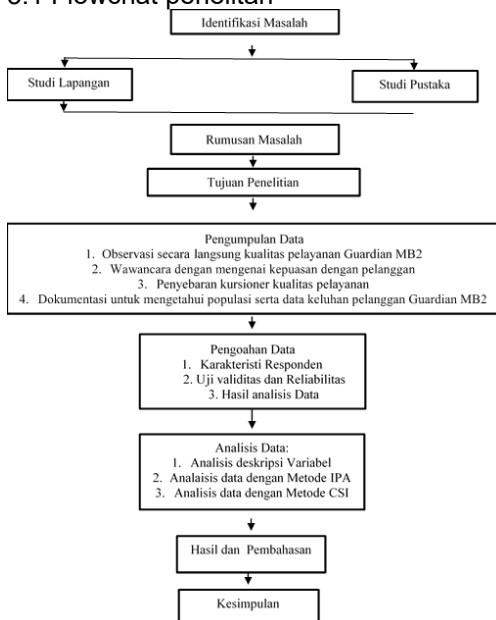 3.1 Flowchat penelitan
Identifikasi Masalah
Studi Lapangan
Studi Pustaka
Rumusan Masalah
Tujuan Penelitian
Pengumpulan Data
1. Observasi secara langsung kualitas pelayanan Guardian MB2
2. Wawancara dengan mengenai kepuasan dengan pelanggan
3. Penyebaran kursioner kualitas pelayanan
4. Dokumentasi untuk mengetahui populasi serta data keluhan pelanggan Guardian MB2
Pengoahan Data
1. Karakteristi Responden
2. Uji validitas dan Reliabilitas
3. Hasil analisis Data
Analisis Data:
1. Analisis deskripsi Variabel
2. Analaisis data dengan Metode IPA
3. Analisis data dengan Metode CSI
Hasil dan Pembahasan
Kesimpulan